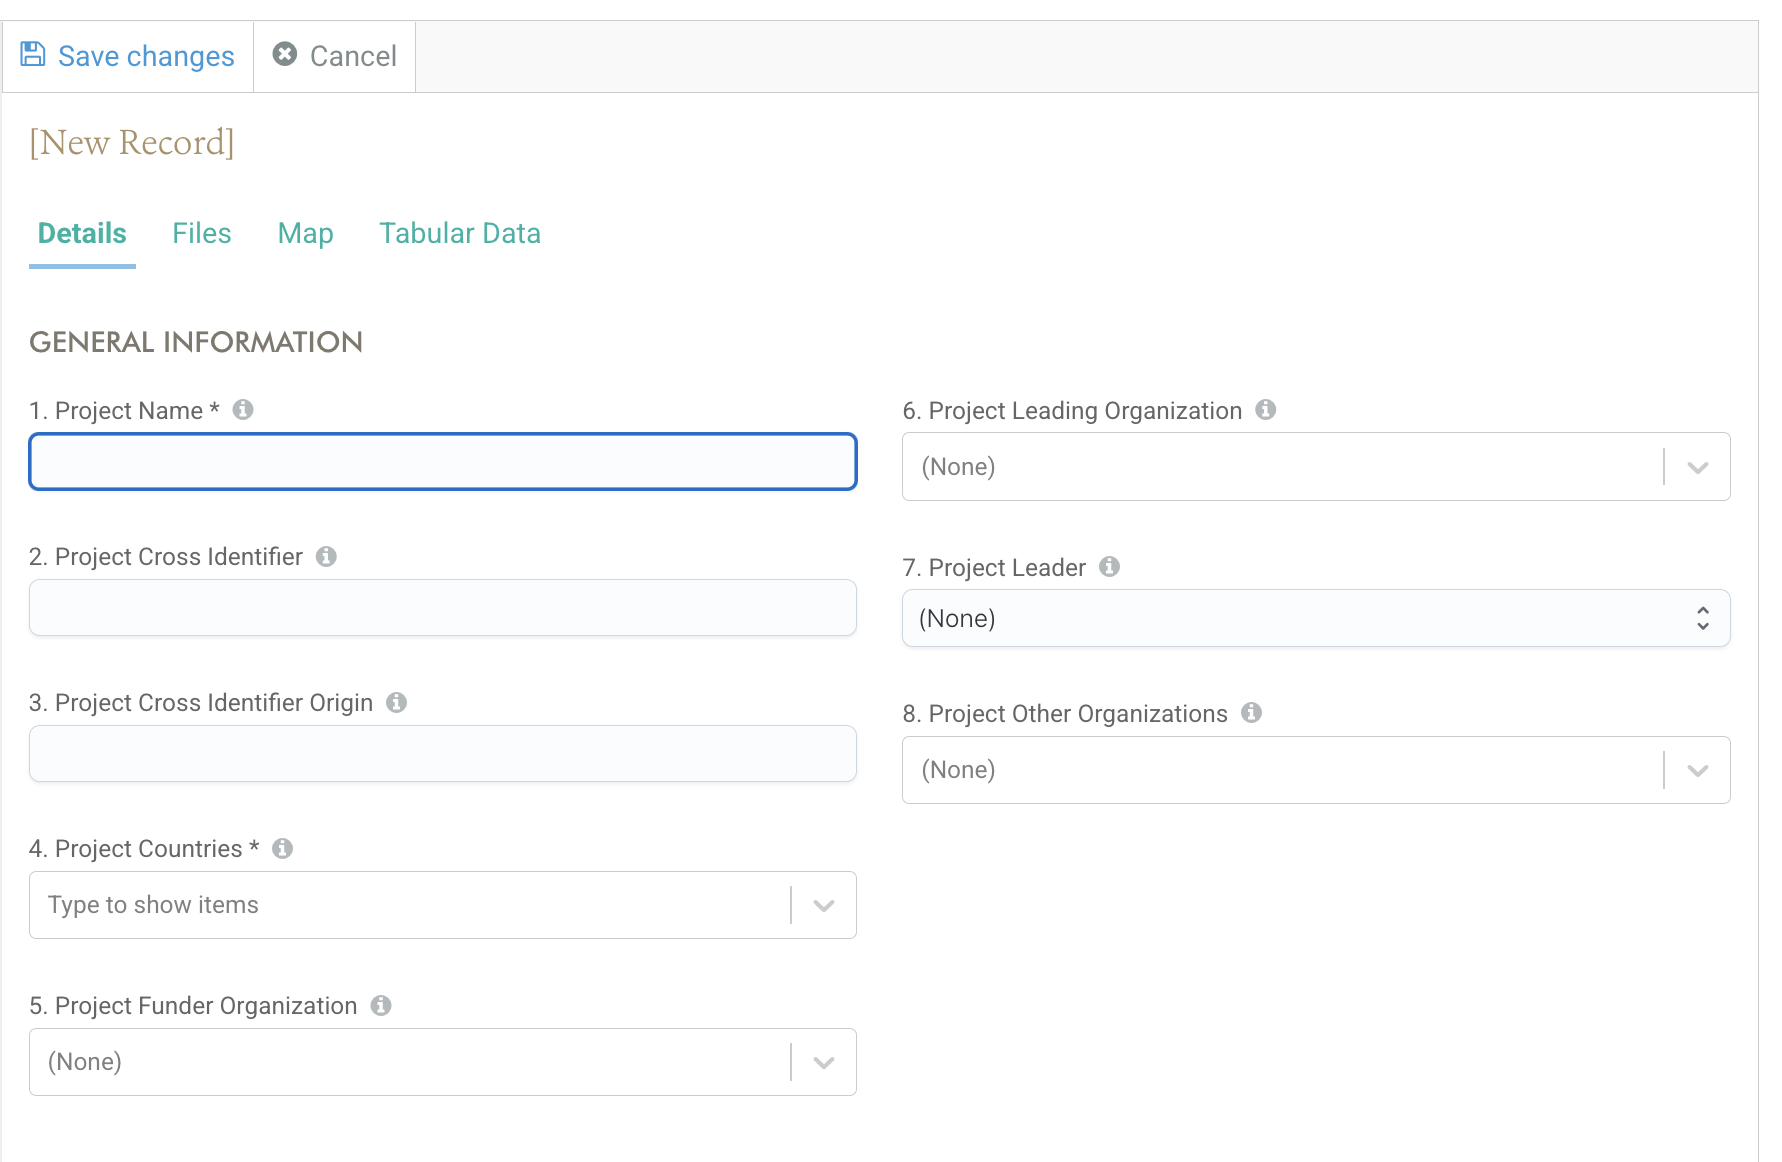 Save changes
Cancel
[New Record]
Details
Files
Map
Tabular Data
GENERAL INFORMATION
1. Project Name *
2. Project Cross Identifier
3. Project Cross Identifier Origin
4. Project Countries *
Type to show items
5. Project Funder Organization
(None)
6. Project Leading Organization
(None)
7. Project Leader
(None)
8. Project Other Organizations
(None)